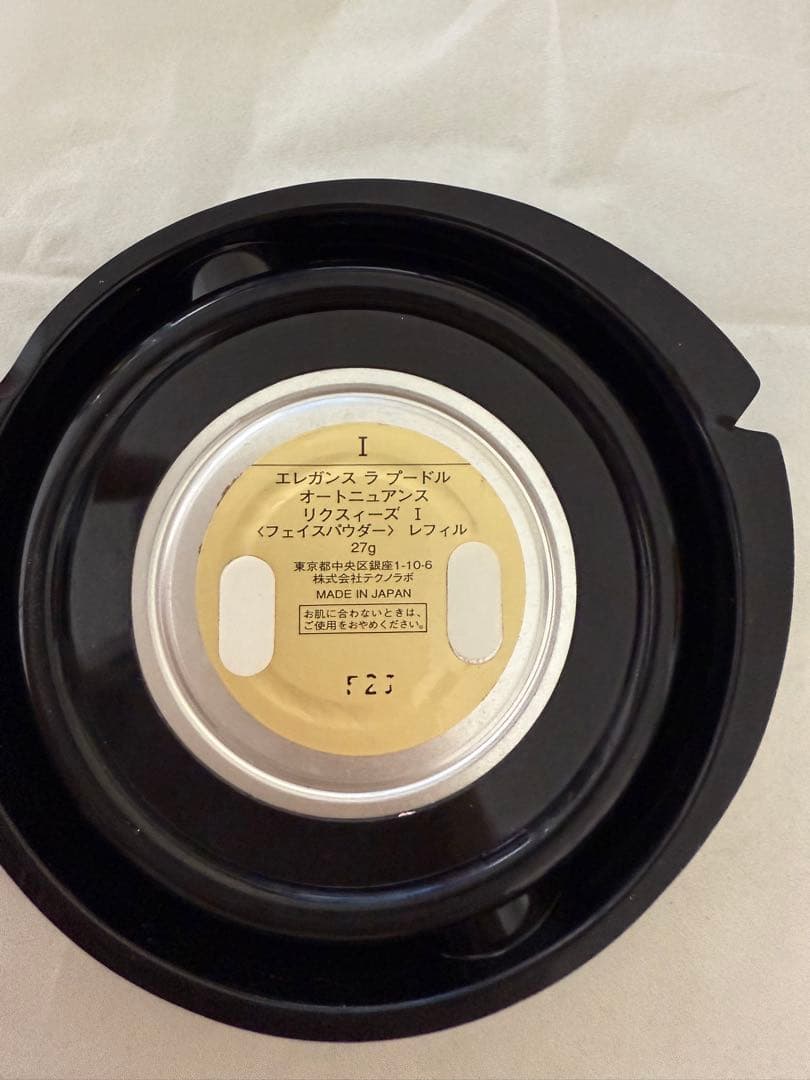 I
エレガンス ラ プードル
オートニュアンス
リクスィーズ I
〈フェイスパウダー〉 レフィル
27g
東京都中央区銀座1-10-6
株式会社テクノラボ
MADE IN JAPAN
お肌に合わないときは、
ご使用をおやめください。
F2J